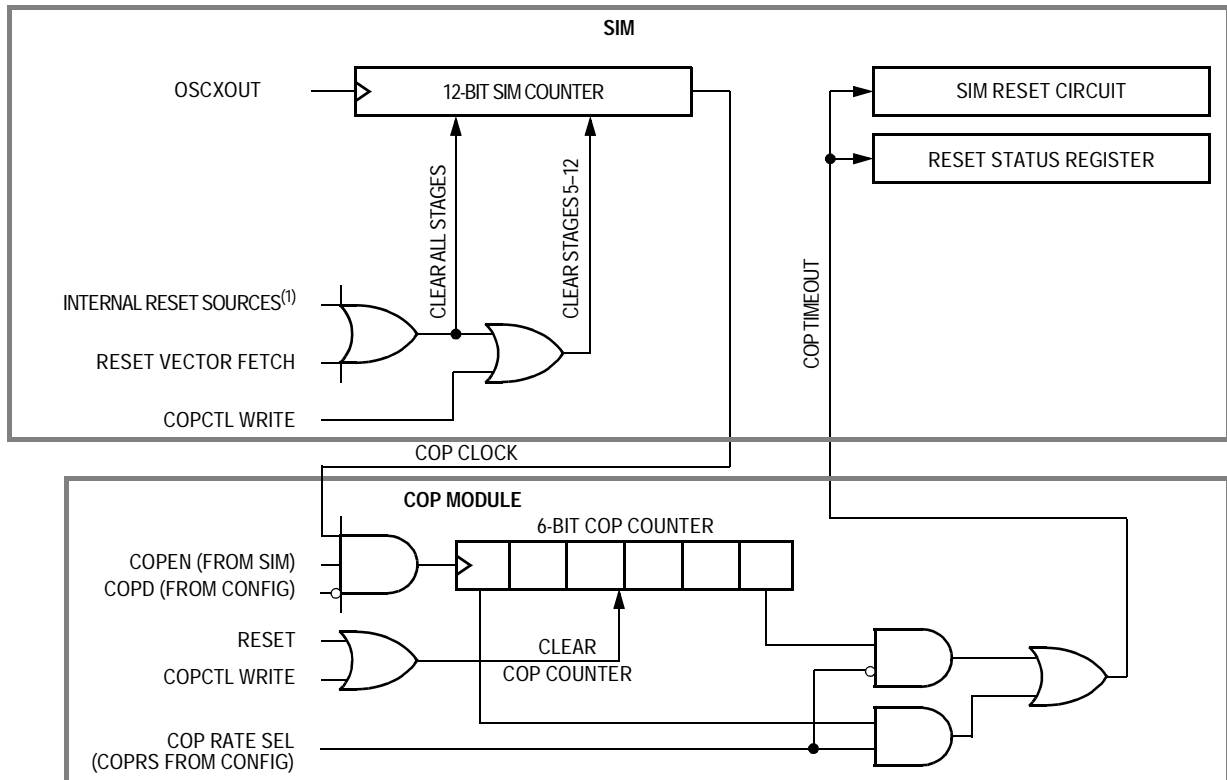 SIM
OSCXOUT
12-BIT SIM COUNTER
SIM RESET CIRCUIT
RESET STATUS REGISTER
CLEAR ALL STAGES
CLEAR STAGES 5–12
COP TIMEOUT
INTERNAL RESET SOURCES(1)
RESET VECTOR FETCH
COPCTL WRITE
COP CLOCK
COP MODULE
6-BIT COP COUNTER
COPEN (FROM SIM)
COPD (FROM CONFIG)
RESET
COPCTL WRITE
CLEAR
COP COUNTER
COP RATE SEL
(COPRS FROM CONFIG)